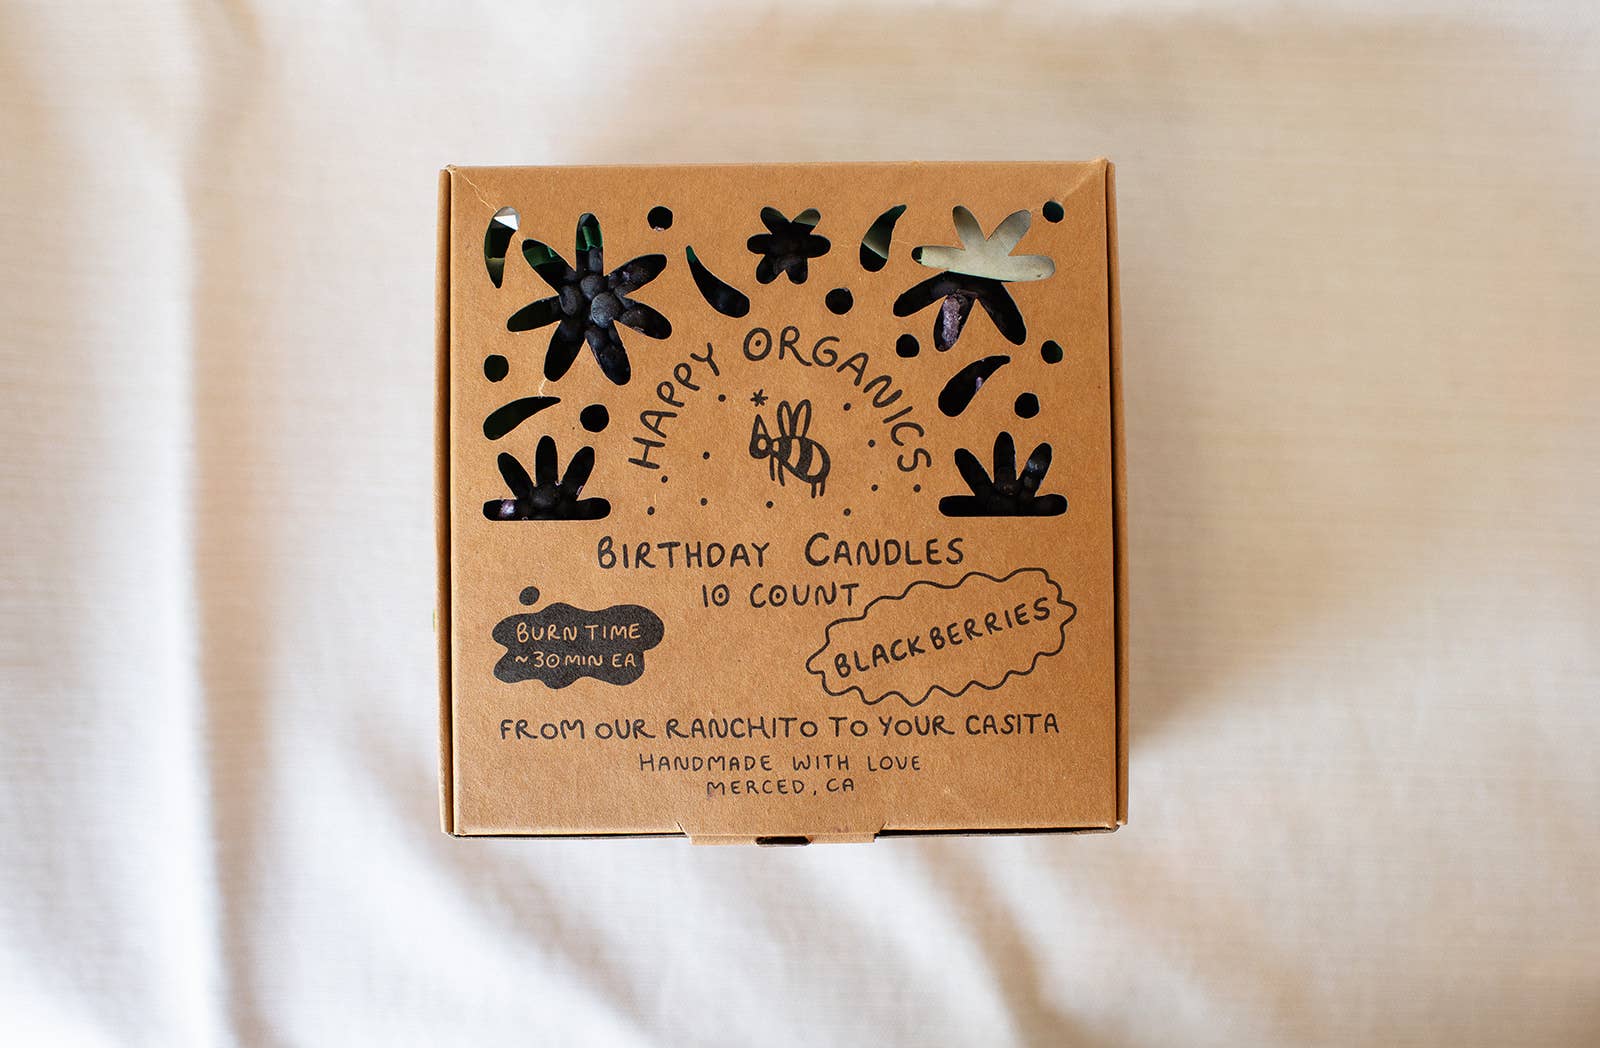 HAPPY ORGANICS
BIRTHDAY CANDLES
10 COUNT
BURN TIME
~30 MIN EA
BLACKBERRIES
FROM OUR RANCHITO TO YOUR CASITA
HANDMADE WITH LOVE
MERCED, CA